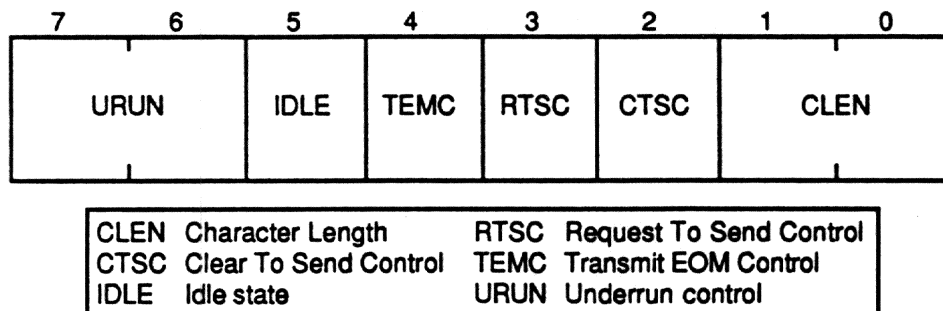 7 6 5 4 3 2 1 0
URUN IDLE TEMC RTSC CTSC CLEN
CLEN Character Length RTSC Request To Send Control
CTSC Clear To Send Control TEMC Transmit EOM Control
IDLE Idle state URUN Underrun control